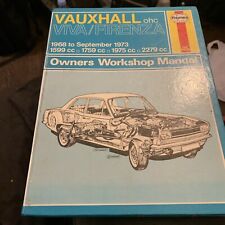 VAUXHALL ohc
VIVA/FIRENZA
Haynes
1968 to September 1973
1599 cc □ 1759 cc □ 1975 cc □ 2279 cc
Owners Workshop Manual